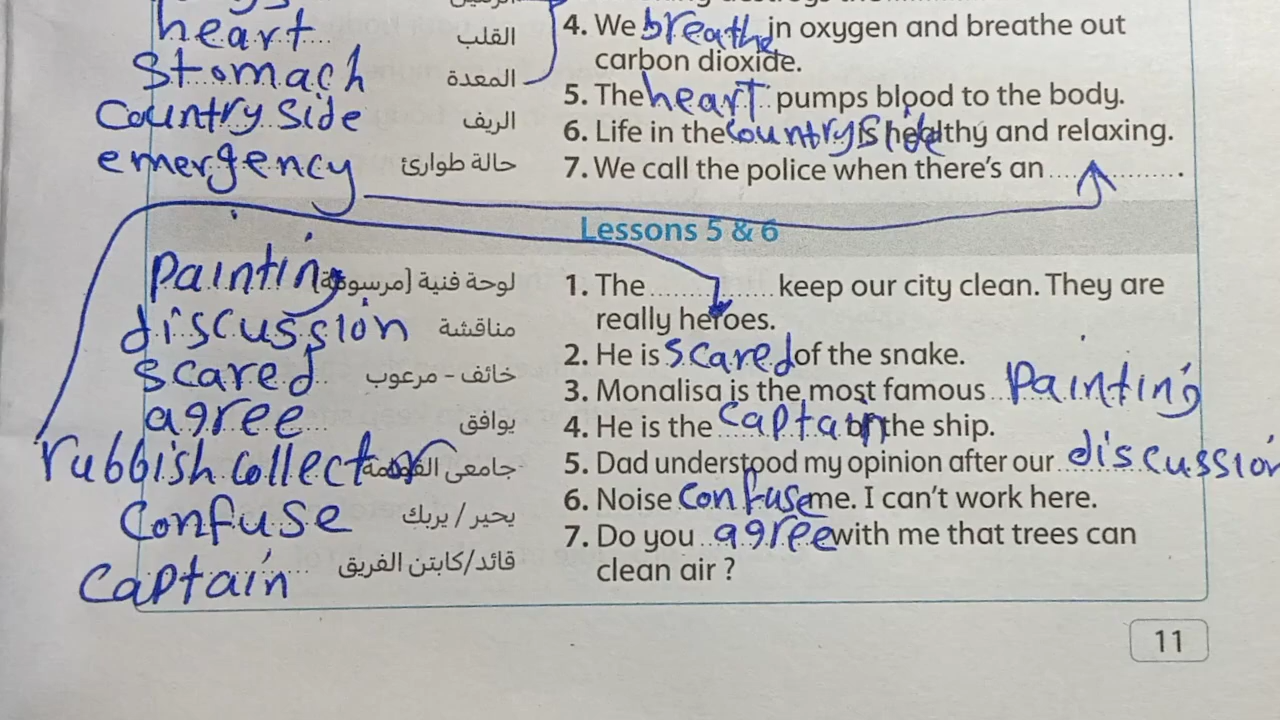 heart القلب
Stomach المعدة
Country side الريف
emergency حالة طوارئ
4. We breathe in oxygen and breathe out
carbon dioxide.
5. The heart pumps blood to the body.
6. Life in the countryside is healthy and relaxing.
7. We call the police when there's an .................... .
Lessons 5 & 6
painting لوحة فنية (مرسومة)
discussion مناقشة
scared خائف - مرعوب
agree يوافق
rubbish collector جامعى القمامة
Confuse يحير / يربك
Captain قائد/كابتن الفريق
1. The .................... keep our city clean. They are
really heroes.
2. He is scared of the snake.
3. Monalisa is the most famous painting
4. He is the captain of the ship.
5. Dad understood my opinion after our discussion
6. Noise confuse me. I can't work here.
7. Do you agree with me that trees can
clean air ?
11